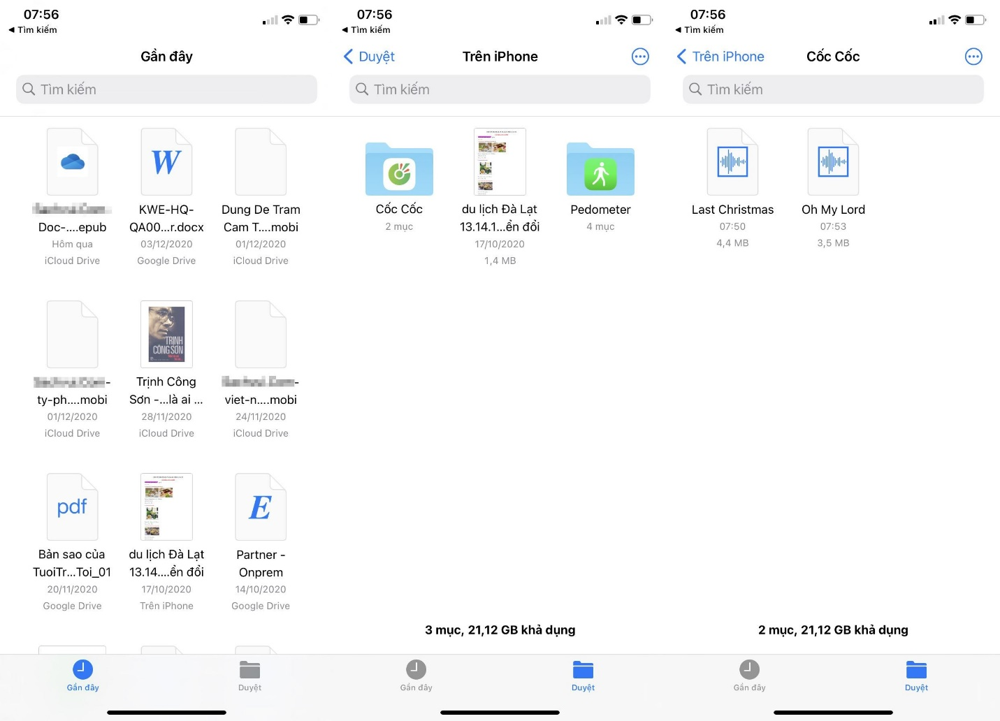 07:56
Tìm kiếm
Gần đây
Tìm kiếm
W
Doc-....epub
Hôm qua
iCloud Drive
KWE-HQ-
QA00...r.docx
03/12/2020
Google Drive
Dung De Tram
Cam T....mobi
01/12/2020
iCloud Drive
ty-ph....mobi
01/12/2020
iCloud Drive
TRỊNH
CÔNG SƠN
Trịnh Công
Sơn -...là ai ...
28/11/2020
iCloud Drive
viet-n....mobi
24/11/2020
iCloud Drive
pdf
Bản sao của
TuoiTr...Toi_01
20/11/2020
Google Drive
du lịch Đà Lạt
13.14....ển đổi
17/10/2020
Trên iPhone
E
Partner -
Onprem
14/10/2020
Google Drive
Gần đây
Duyệt
07:56
Tìm kiếm
Duyệt
Trên iPhone
Tìm kiếm
Cốc Cốc
2 mục
du lịch Đà Lạt
13.14.1...ển đổi
17/10/2020
1,4 MB
Pedometer
4 mục
3 mục, 21,12 GB khả dụng
Gần đây
Duyệt
07:56
Tìm kiếm
Trên iPhone
Cốc Cốc
Tìm kiếm
Last Christmas
07:50
4,4 MB
Oh My Lord
07:53
3,5 MB
2 mục, 21,12 GB khả dụng
Gần đây
Duyệt